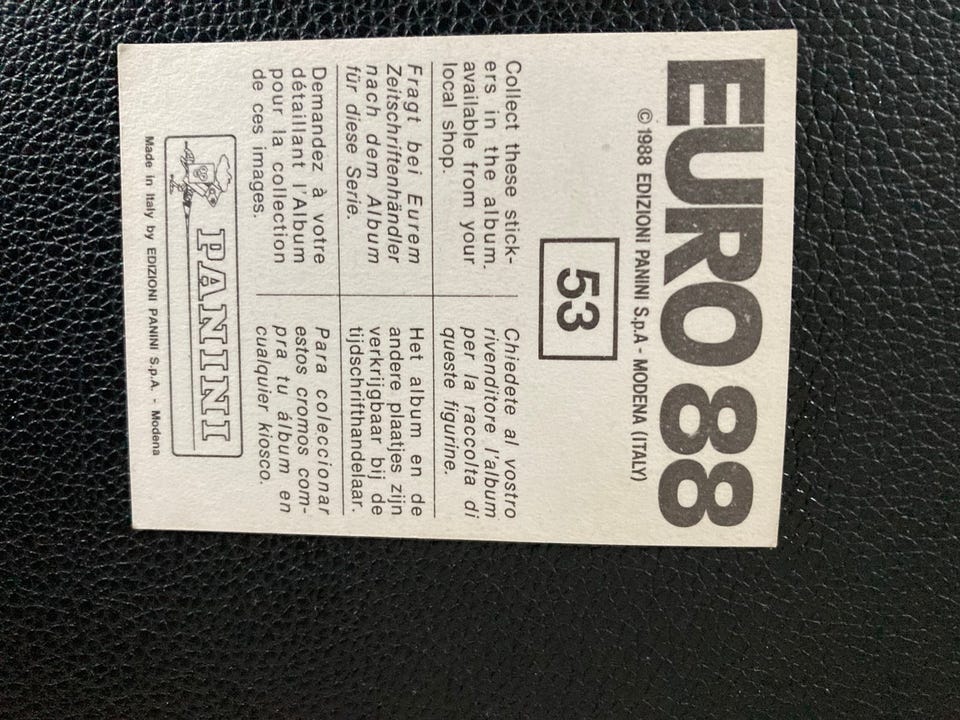 EURO 88
© 1988 EDIZIONI PANINI S.p.A - MODENA (ITALY)
53
Collect these stick-
ers in the album.
available from your
local shop.
Chiedete al vostro
rivenditore l'album
per la raccolta di
queste figurine.
Fragt bei Eurem
Zeitschriftenhändler
nach dem Album
für diese Serie.
Het album en de
andere plaatjes zijn
verkrijgbaar bij de
tijdschrifthandelaar.
Demandez à votre
détaillant l'Album
pour la collection
de ces images.
Para coleccionar
estos cromos com-
pra tu álbum en
cualquier kiosco.
PANINI
Made in Italy by EDIZIONI PANINI S.p.A. - Modena